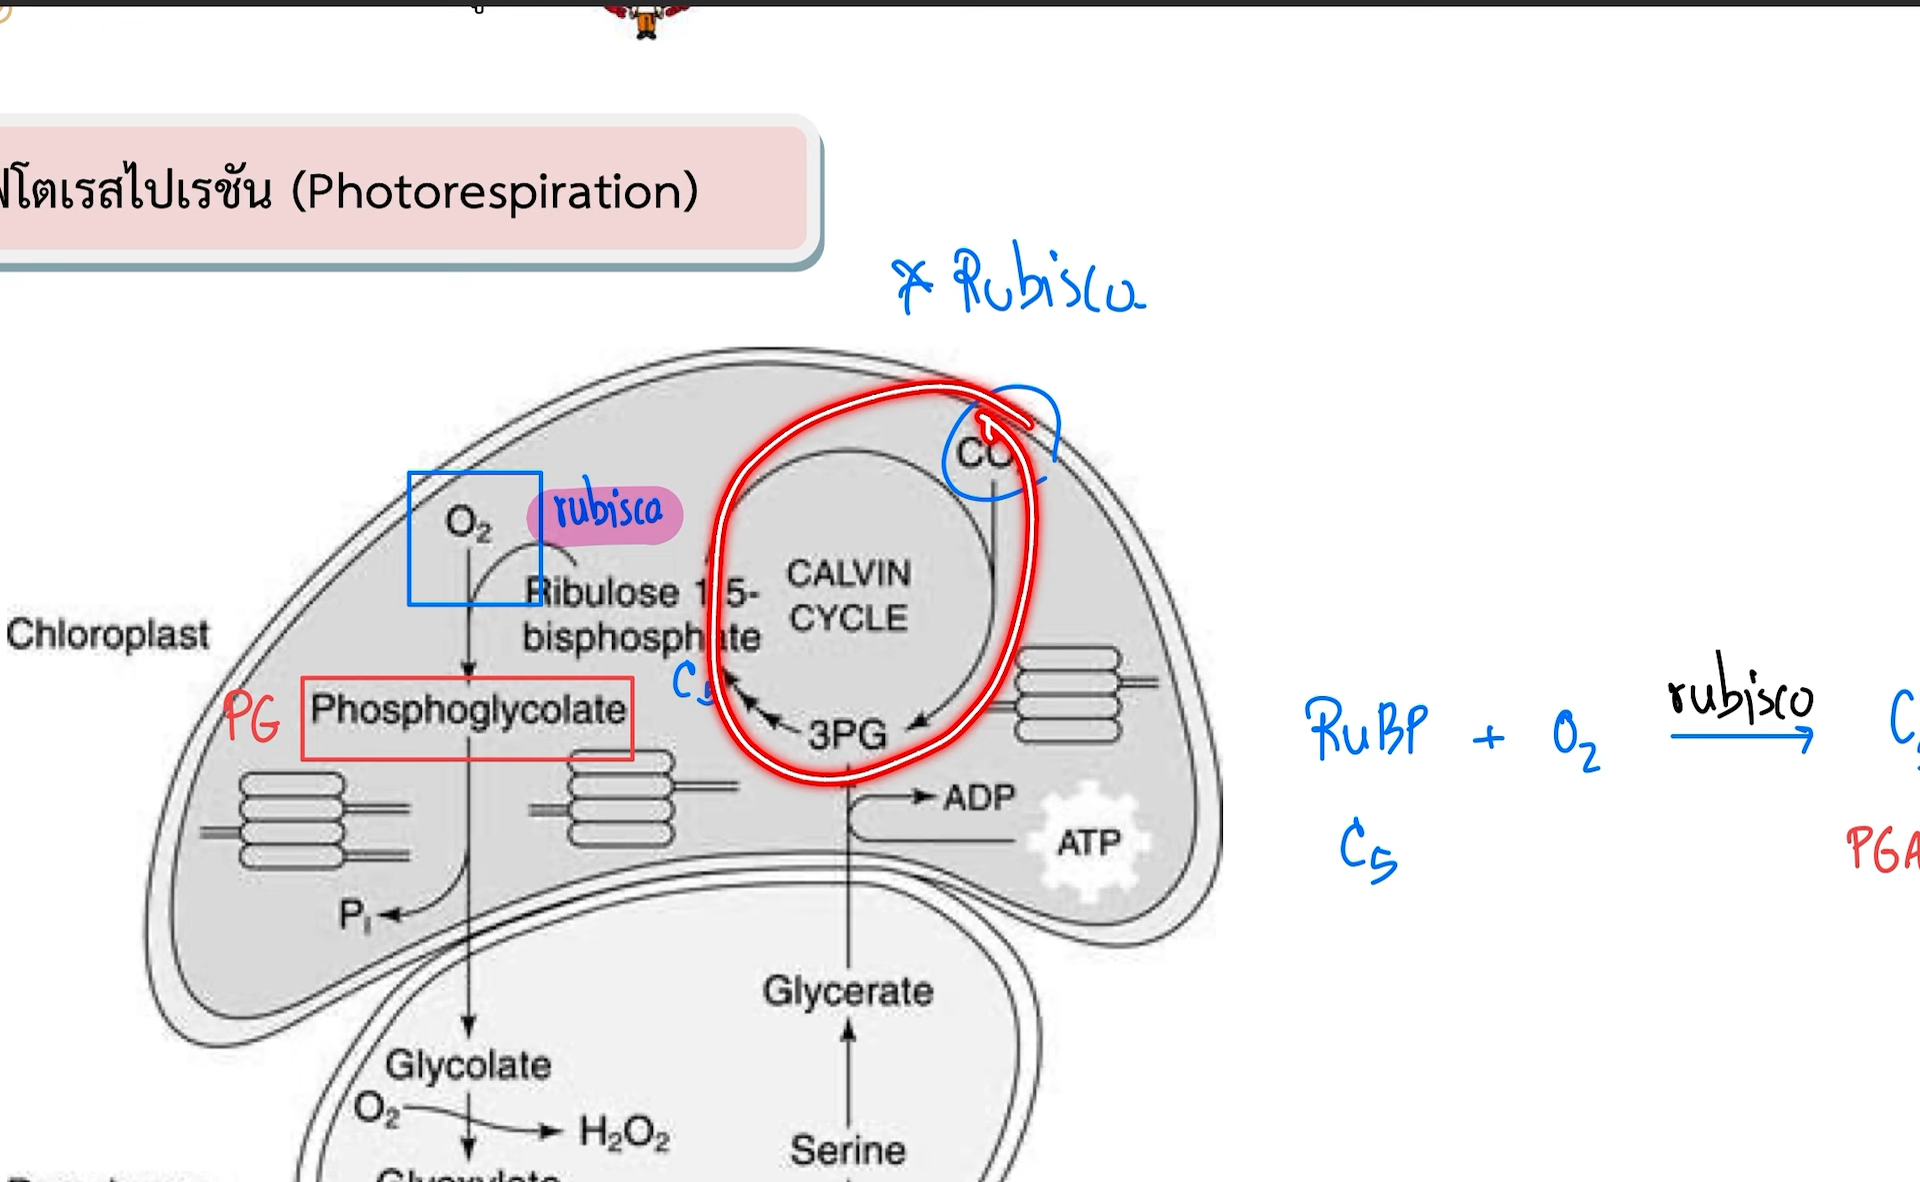 โตเรสไปเรชัน (Photorespiration)
* Rubisco
CO
O₂
rubisco
CALVIN
CYCLE
Ribulose 1,5-
bisphosphate
Chloroplast
C₅
PG
Phosphoglycolate
3PG
rubisco
RuBP + O₂
ADP
ATP
C₅
PGA
Pi
Glycerate
Glycolate
O₂
H₂O₂
Serine